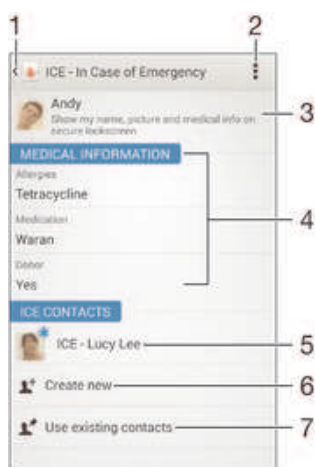 1 2
ICE - In Case of Emergency
Andy
Show my name, picture and medical info on
secure lockscreen
3
MEDICAL INFORMATION
Allergies
Tetracycline
4
Medication
Waran
Donor
Yes
ICE CONTACTS
ICE - Lucy Lee 5
Create new 6
Use existing contacts 7